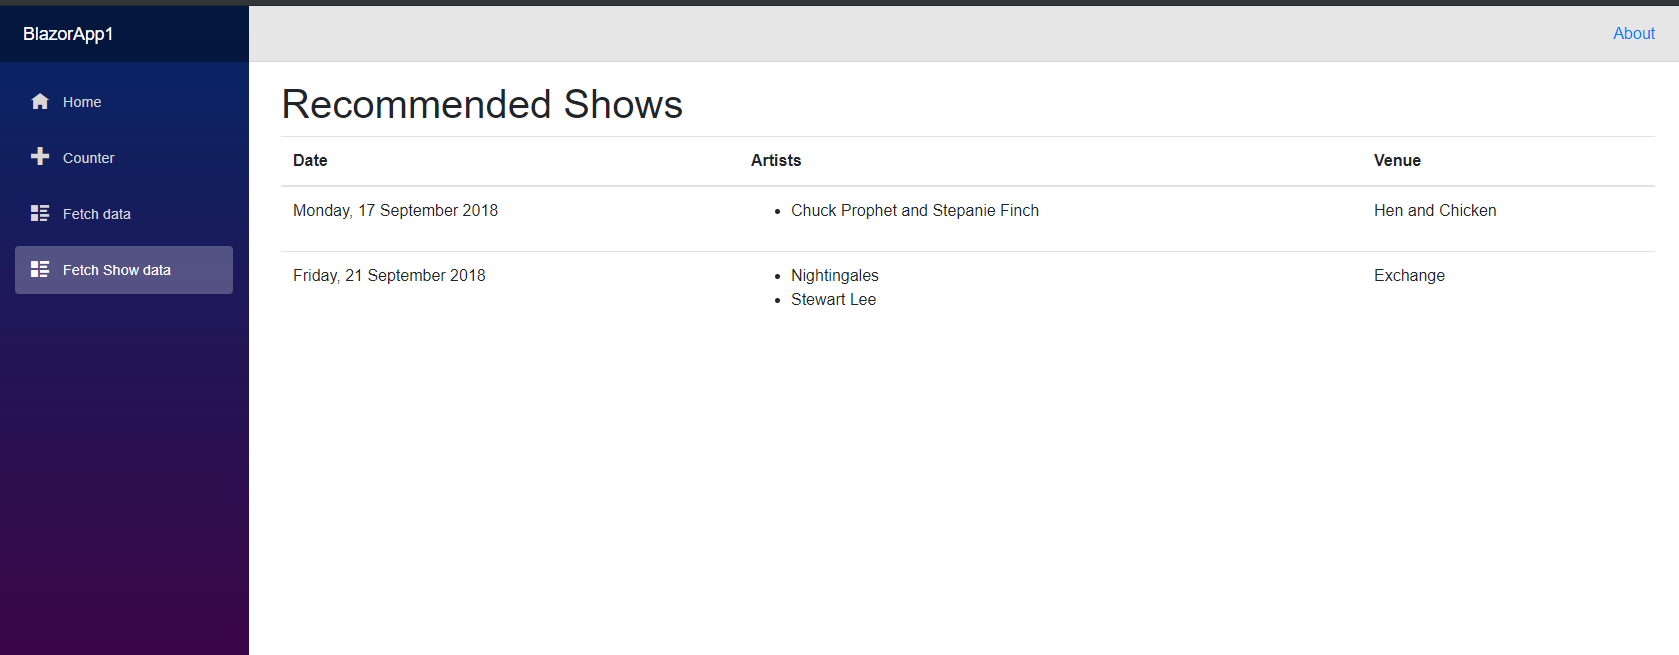 BlazorApp1
About
Home
Counter
Fetch data
Fetch Show data
Recommended Shows
Date Artists Venue
Monday, 17 September 2018 • Chuck Prophet and Stepanie Finch Hen and Chicken
Friday, 21 September 2018 • Nightingales Exchange
• Stewart Lee